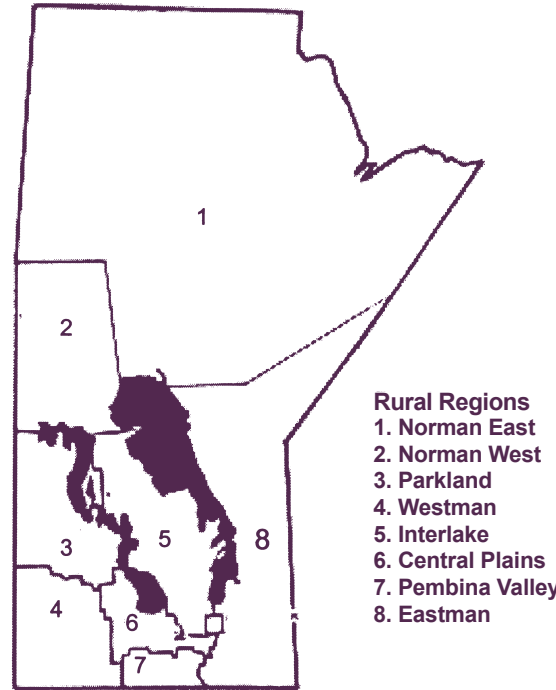 1
2
3
5
8
4
6
7
Rural Regions
1. Norman East
2. Norman West
3. Parkland
4. Westman
5. Interlake
6. Central Plains
7. Pembina Valley
8. Eastman